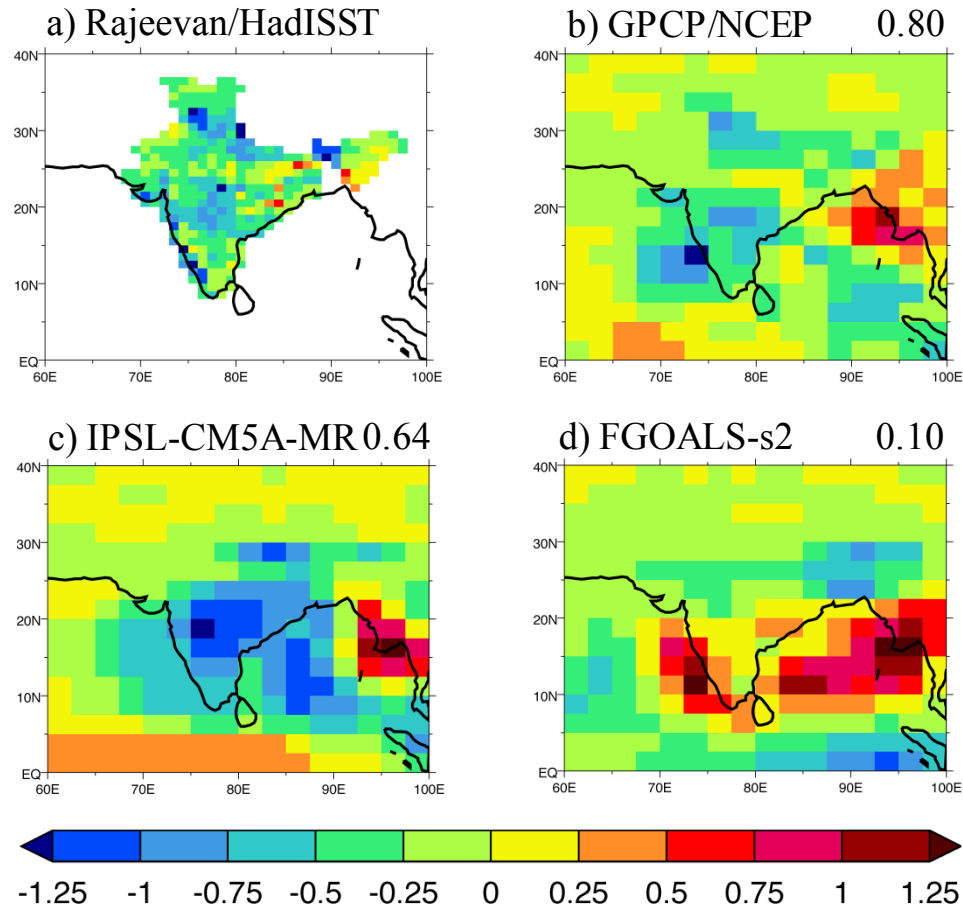 a) Rajeevan/HadISST
b) GPCP/NCEP 0.80
40N
30N
20N
10N
EQ
60E 70E 80E 90E 100E
40N
30N
20N
10N
EQ
60E 70E 80E 90E 100E
c) IPSL-CM5A-MR 0.64
d) FGOALS-s2 0.10
40N
30N
20N
10N
EQ
60E 70E 80E 90E 100E
40N
30N
20N
10N
EQ
60E 70E 80E 90E 100E
-1.25 -1 -0.75 -0.5 -0.25 0 0.25 0.5 0.75 1 1.25